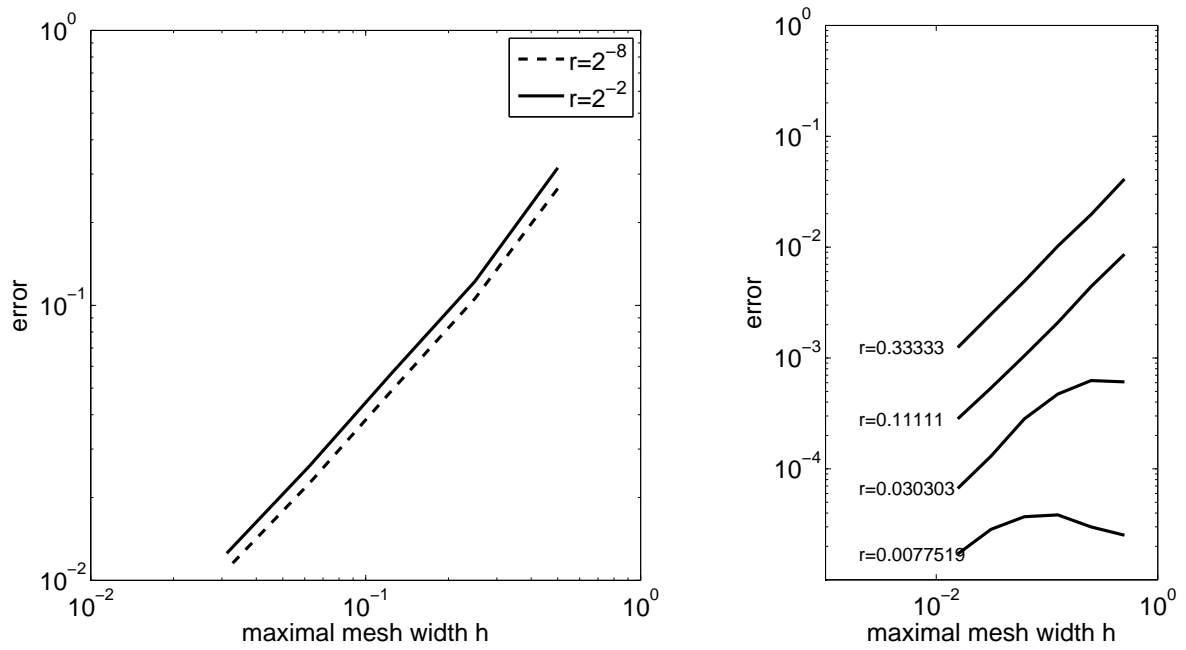 10^0
r=2^-8
r=2^-2
10^-1
error
10^-2
10^-2
10^-1
10^0
maximal mesh width h
10^0
10^-1
10^-2
error
10^-3
r=0.33333
r=0.11111
10^-4
r=0.030303
r=0.0077519
10^-2
10^0
maximal mesh width h